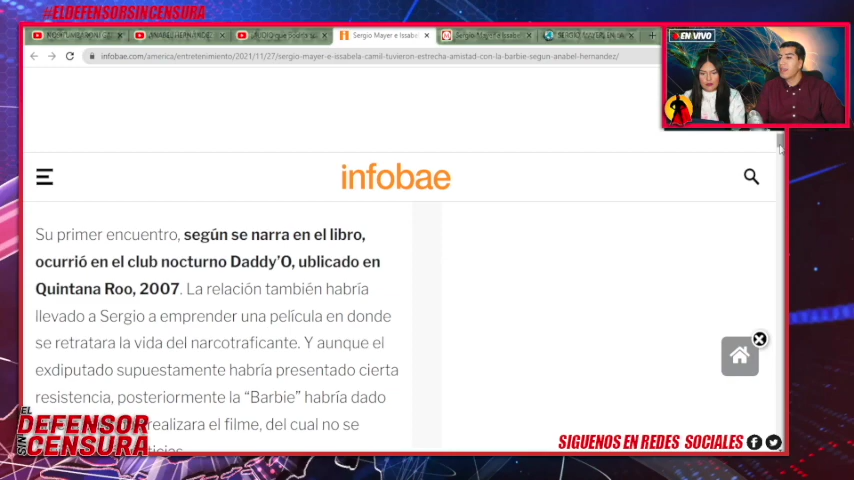 #ELDEFENSORSINCENSURA
Sergio Mayer e Issabe
infobae.com/america/entretenimiento/2021/11/27/sergio-mayer-e-issabela-camil-tuvieron-estrecha-amistad-con-la-barbie-segun-anabel-hernandez/
EN VIVO
infobae
Su primer encuentro, según se narra en el libro,
ocurrió en el club nocturno Daddy'O, ublicado en
Quintana Roo, 2007. La relación también habría
llevado a Sergio a emprender una película en donde
se retratara la vida del narcotraficante. Y aunque el
exdiputado supuestamente habría presentado cierta
resistencia, posteriormente la “Barbie” habría dado
realizara el filme, del cual no se
EL
DEFENSOR
SIN
CENSURA
SIGUENOS EN REDES SOCIALES